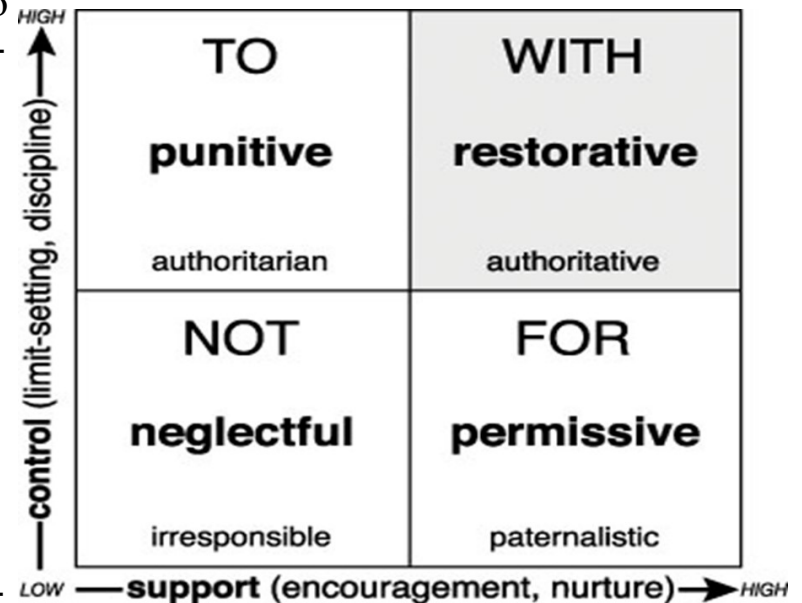 HIGH
TO
punitive
authoritarian
WITH
restorative
authoritative
NOT
neglectful
irresponsible
FOR
permissive
paternalistic
control (limit-setting, discipline)
LOW
support (encouragement, nurture)
HIGH